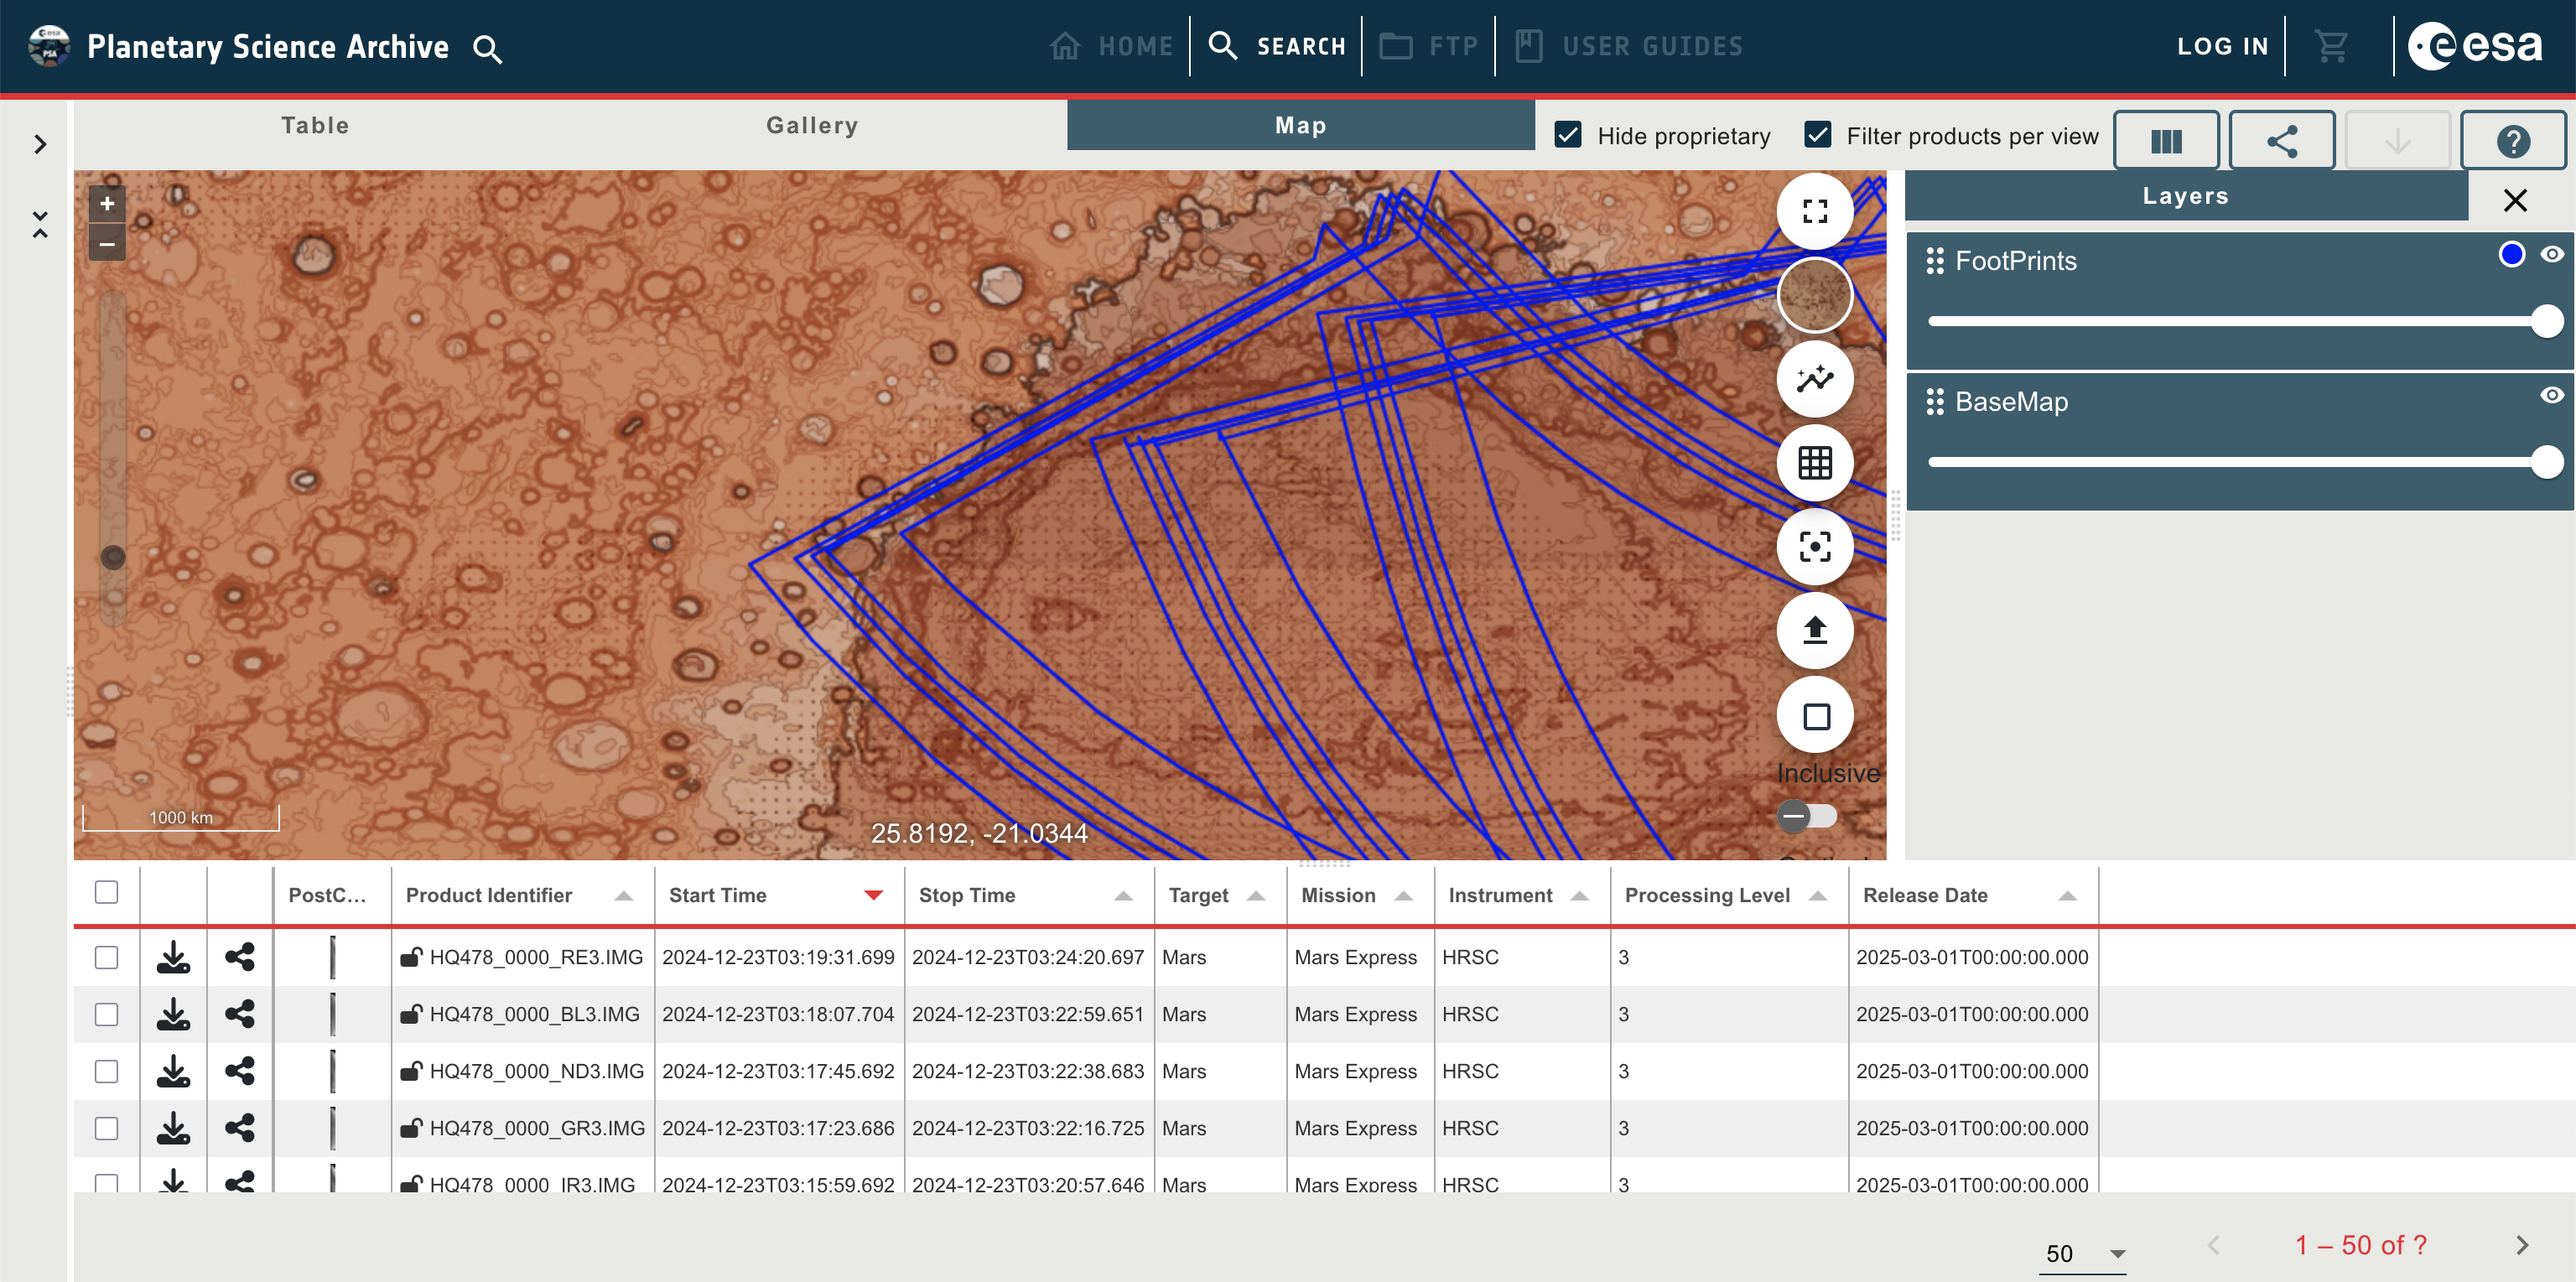 esa
PSA
Planetary Science Archive
HOME
SEARCH
FTP
USER GUIDES
LOG IN
esa
Table
Gallery
Map
Hide proprietary
Filter products per view
Layers
FootPrints
BaseMap
+
−
Inclusive
1000 km
25.8192, -21.0344
PostC... Product Identifier Start Time Stop Time Target Mission Instrument Processing Level Release Date
HQ478_0000_RE3.IMG 2024-12-23T03:19:31.699 2024-12-23T03:24:20.697 Mars Mars Express HRSC 3 2025-03-01T00:00:00.000
HQ478_0000_BL3.IMG 2024-12-23T03:18:07.704 2024-12-23T03:22:59.651 Mars Mars Express HRSC 3 2025-03-01T00:00:00.000
HQ478_0000_ND3.IMG 2024-12-23T03:17:45.692 2024-12-23T03:22:38.683 Mars Mars Express HRSC 3 2025-03-01T00:00:00.000
HQ478_0000_GR3.IMG 2024-12-23T03:17:23.686 2024-12-23T03:22:16.725 Mars Mars Express HRSC 3 2025-03-01T00:00:00.000
HQ478_0000_IR3.IMG 2024-12-23T03:15:59.692 2024-12-23T03:20:57.646 Mars Mars Express HRSC 3 2025-03-01T00:00:00.000
50
1 – 50 of ?